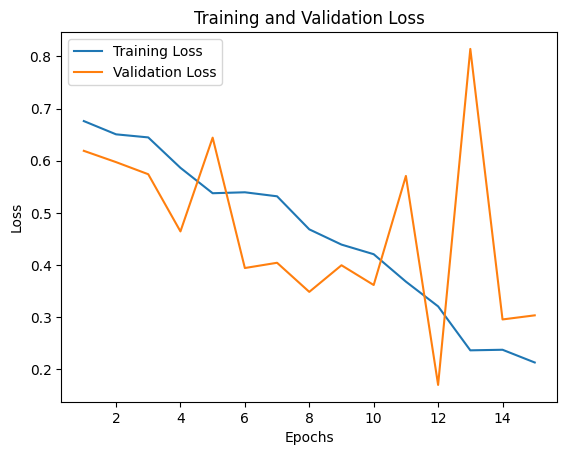 Training and Validation Loss
Training Loss
Validation Loss
0.8
0.7
0.6
0.5
0.4
0.3
0.2
Loss
2 4 6 8 10 12 14
Epochs